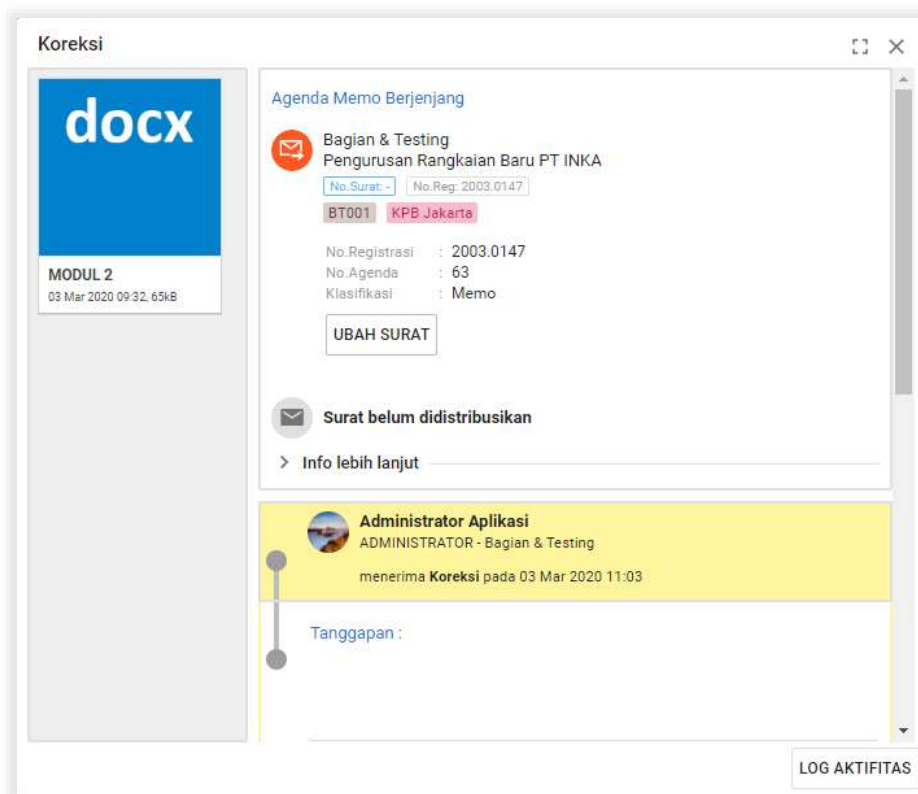 Koreksi
docx
MODUL 2
03 Mar 2020 09:32, 65kB
Agenda Memo Berjenjang
Bagian & Testing
Pengurusan Rangkaian Baru PT INKA
No.Surat: - No.Reg: 2003.0147
BT001 KPB Jakarta
No.Registrasi : 2003.0147
No.Agenda : 63
Klasifikasi : Memo
UBAH SURAT
Surat belum didistribusikan
Info lebih lanjut
Administrator Aplikasi
ADMINISTRATOR - Bagian & Testing
menerima Koreksi pada 03 Mar 2020 11:03
Tanggapan :
LOG AKTIFITAS